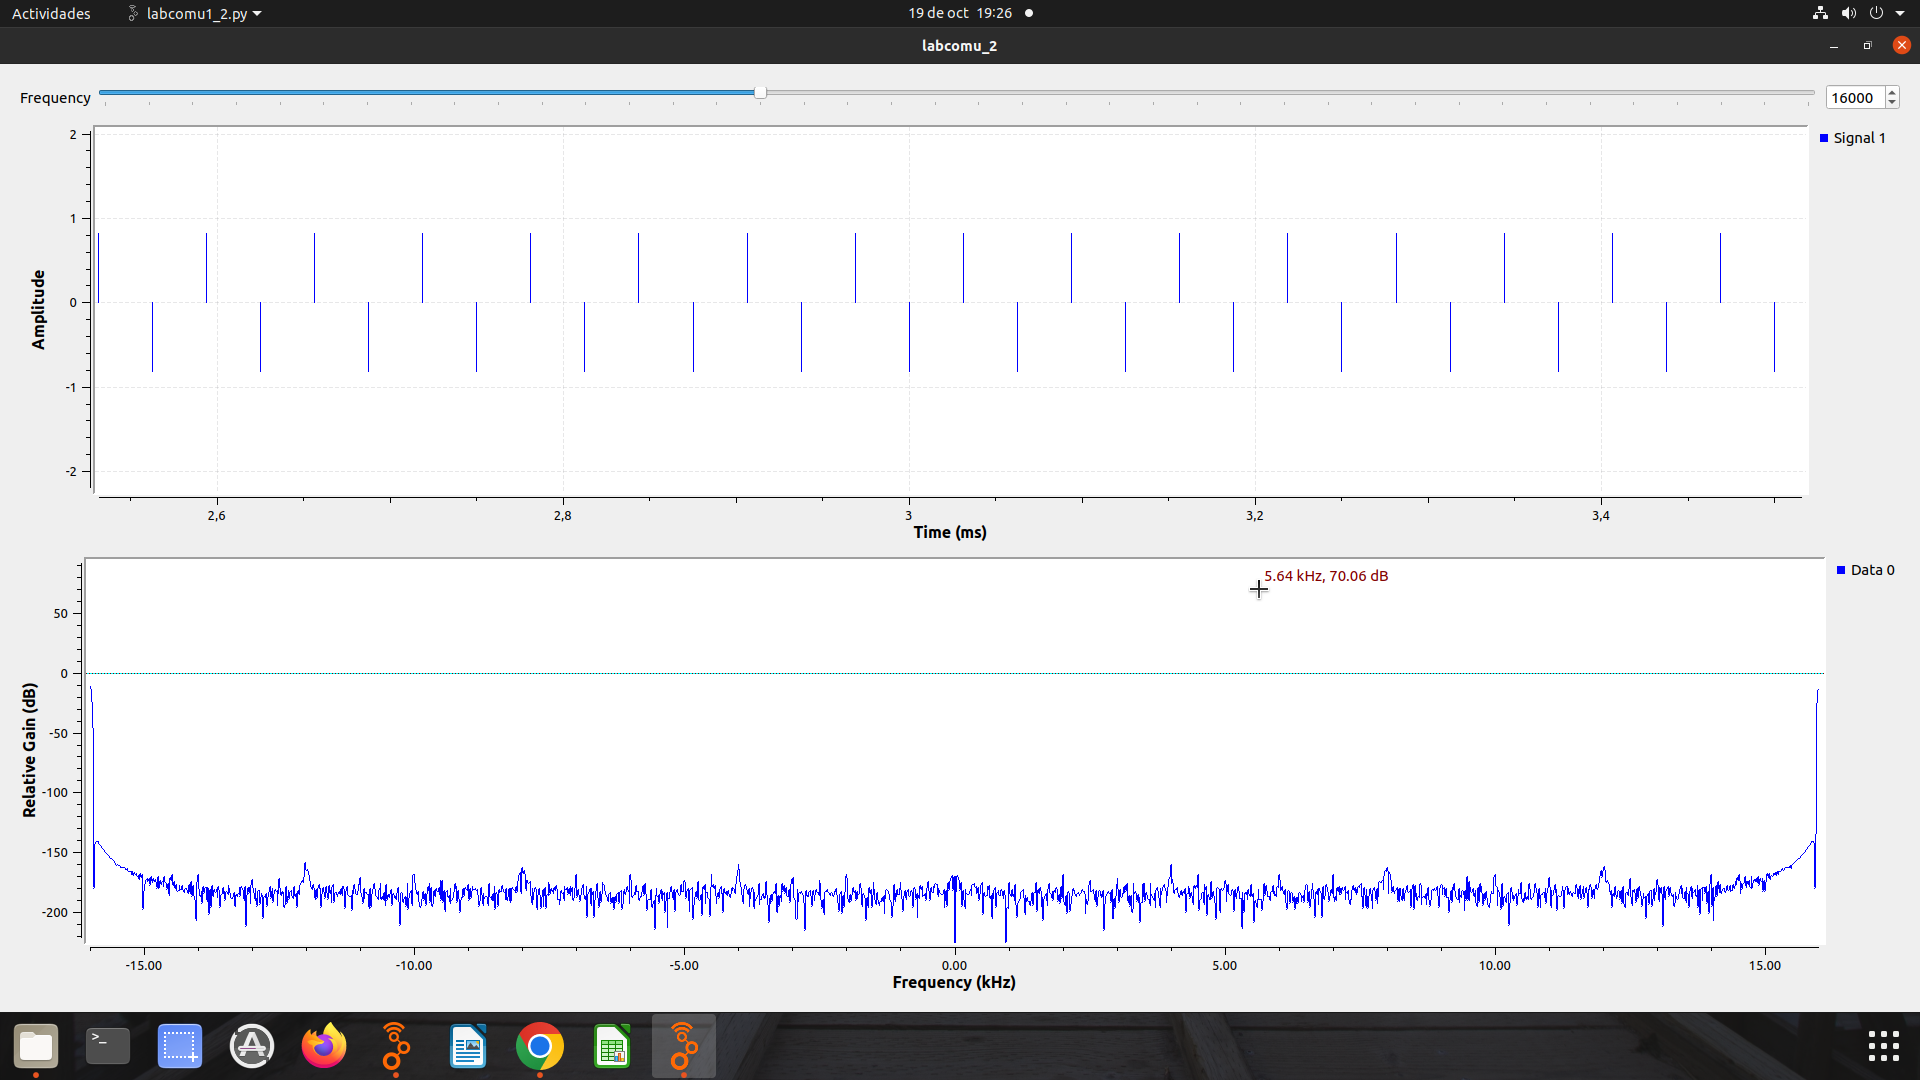 Actividades labcomu1_2.py 19 de oct 19:26
labcomu_2
Frequency 16000
Signal 1
2
1
0
-1
-2
Amplitude
2,6 2,8 3 3,2 3,4
Time (ms)
5.64 kHz, 70.06 dB
Data 0
50
0
-50
-100
-150
-200
Relative Gain (dB)
-15.00 -10.00 -5.00 0.00 5.00 10.00 15.00
Frequency (kHz)
>_